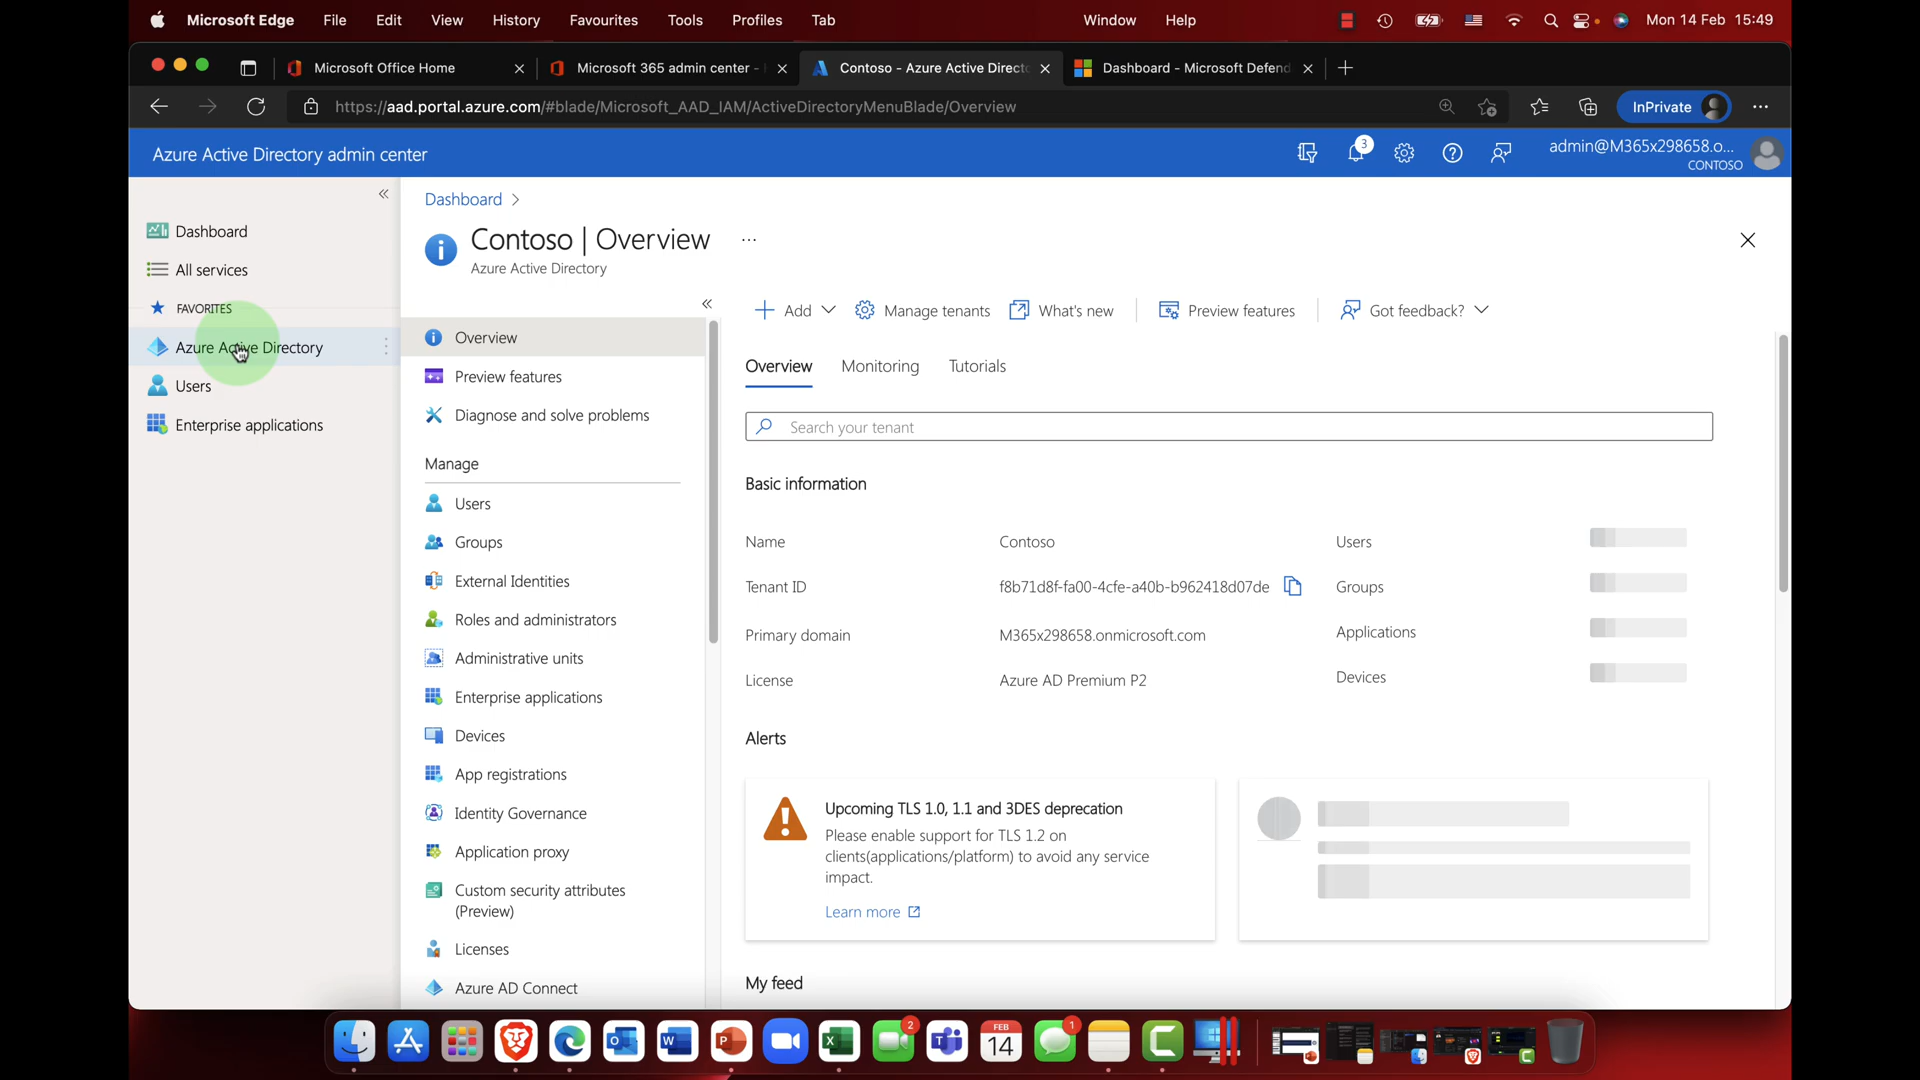 Microsoft Edge File Edit View History Favourites Tools Profiles Tab Window Help Mon 14 Feb 15:49
Microsoft Office Home
Microsoft 365 admin center -
Contoso - Azure Active Direct
Dashboard - Microsoft Defend
https://aad.portal.azure.com/#blade/Microsoft_AAD_IAM/ActiveDirectoryMenuBlade/Overview
InPrivate
Azure Active Directory admin center
3
admin@M365x298658.o...
CONTOSO
Dashboard
All services
FAVORITES
Azure Active Directory
Users
Enterprise applications
Dashboard >
Contoso | Overview ...
Azure Active Directory
Overview
Preview features
Diagnose and solve problems
Manage
Users
Groups
External Identities
Roles and administrators
Administrative units
Enterprise applications
Devices
App registrations
Identity Governance
Application proxy
Custom security attributes
(Preview)
Licenses
Azure AD Connect
Add
Manage tenants
What's new
Preview features
Got feedback?
Overview Monitoring Tutorials
Search your tenant
Basic information
Name Contoso Users
Tenant ID f8b71d8f-fa00-4cfe-a40b-b962418d07de Groups
Primary domain M365x298658.onmicrosoft.com Applications
License Azure AD Premium P2 Devices
Alerts
Upcoming TLS 1.0, 1.1 and 3DES deprecation
Please enable support for TLS 1.2 on
clients(applications/platform) to avoid any service
impact.
Learn more
My feed
2
FEB
14
1